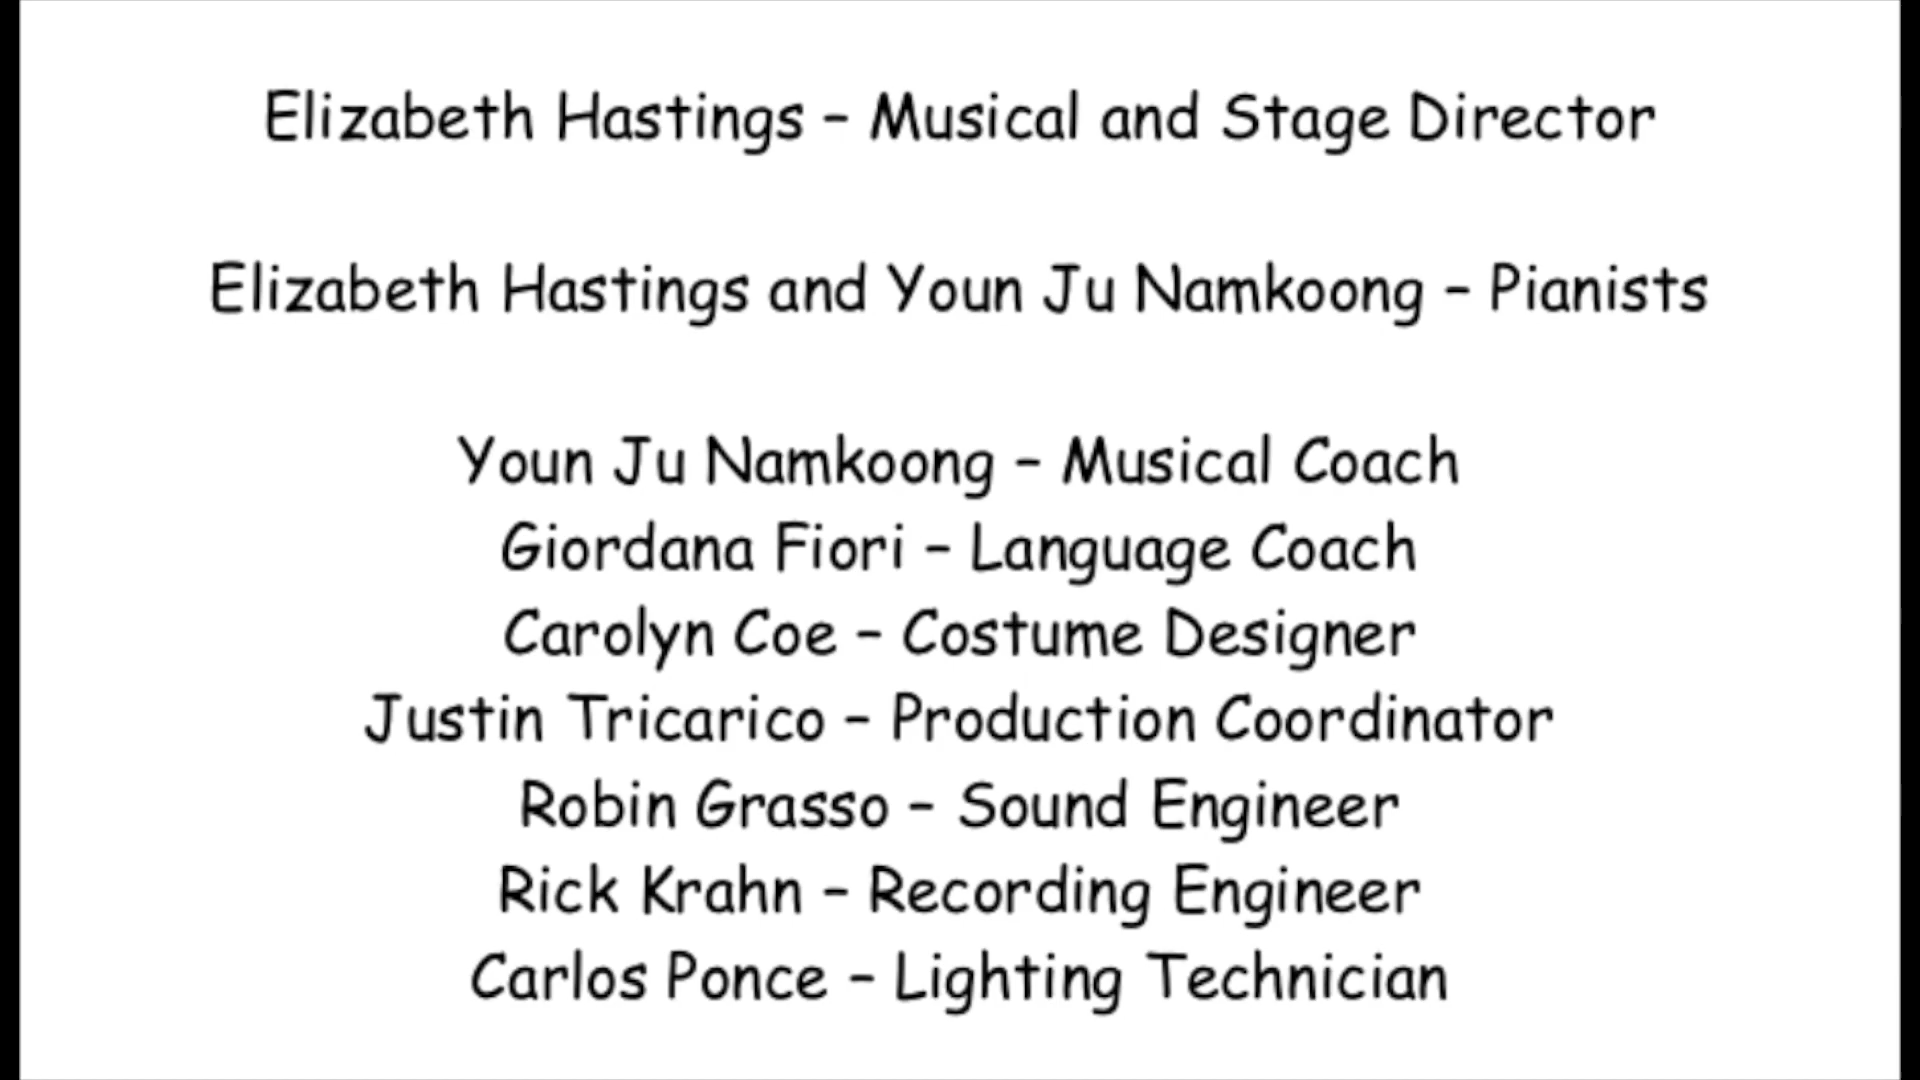 Elizabeth Hastings – Musical and Stage Director
Elizabeth Hastings and Youn Ju Namkoong – Pianists
Youn Ju Namkoong – Musical Coach
Giordana Fiori – Language Coach
Carolyn Coe – Costume Designer
Justin Tricarico – Production Coordinator
Robin Grasso – Sound Engineer
Rick Krahn – Recording Engineer
Carlos Ponce – Lighting Technician